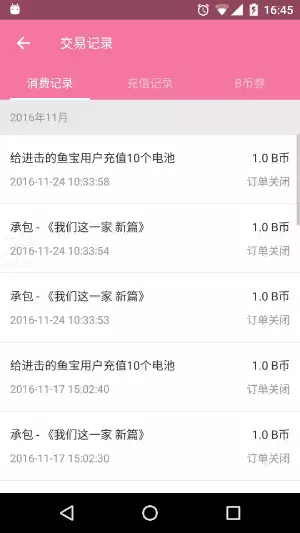 16:45
交易记录
消费记录 充值记录 B币券
2016年11月
给进击的鱼宝用户充值10个电池 1.0 B币
2016-11-24 10:33:58 订单关闭
承包 - 《我们这一家 新篇》 1.0 B币
2016-11-24 10:33:54 订单关闭
承包 - 《我们这一家 新篇》 1.0 B币
2016-11-24 10:33:53 订单关闭
给进击的鱼宝用户充值10个电池 1.0 B币
2016-11-17 15:02:40 订单关闭
承包 - 《我们这一家 新篇》 1.0 B币
2016-11-17 15:02:30 订单关闭